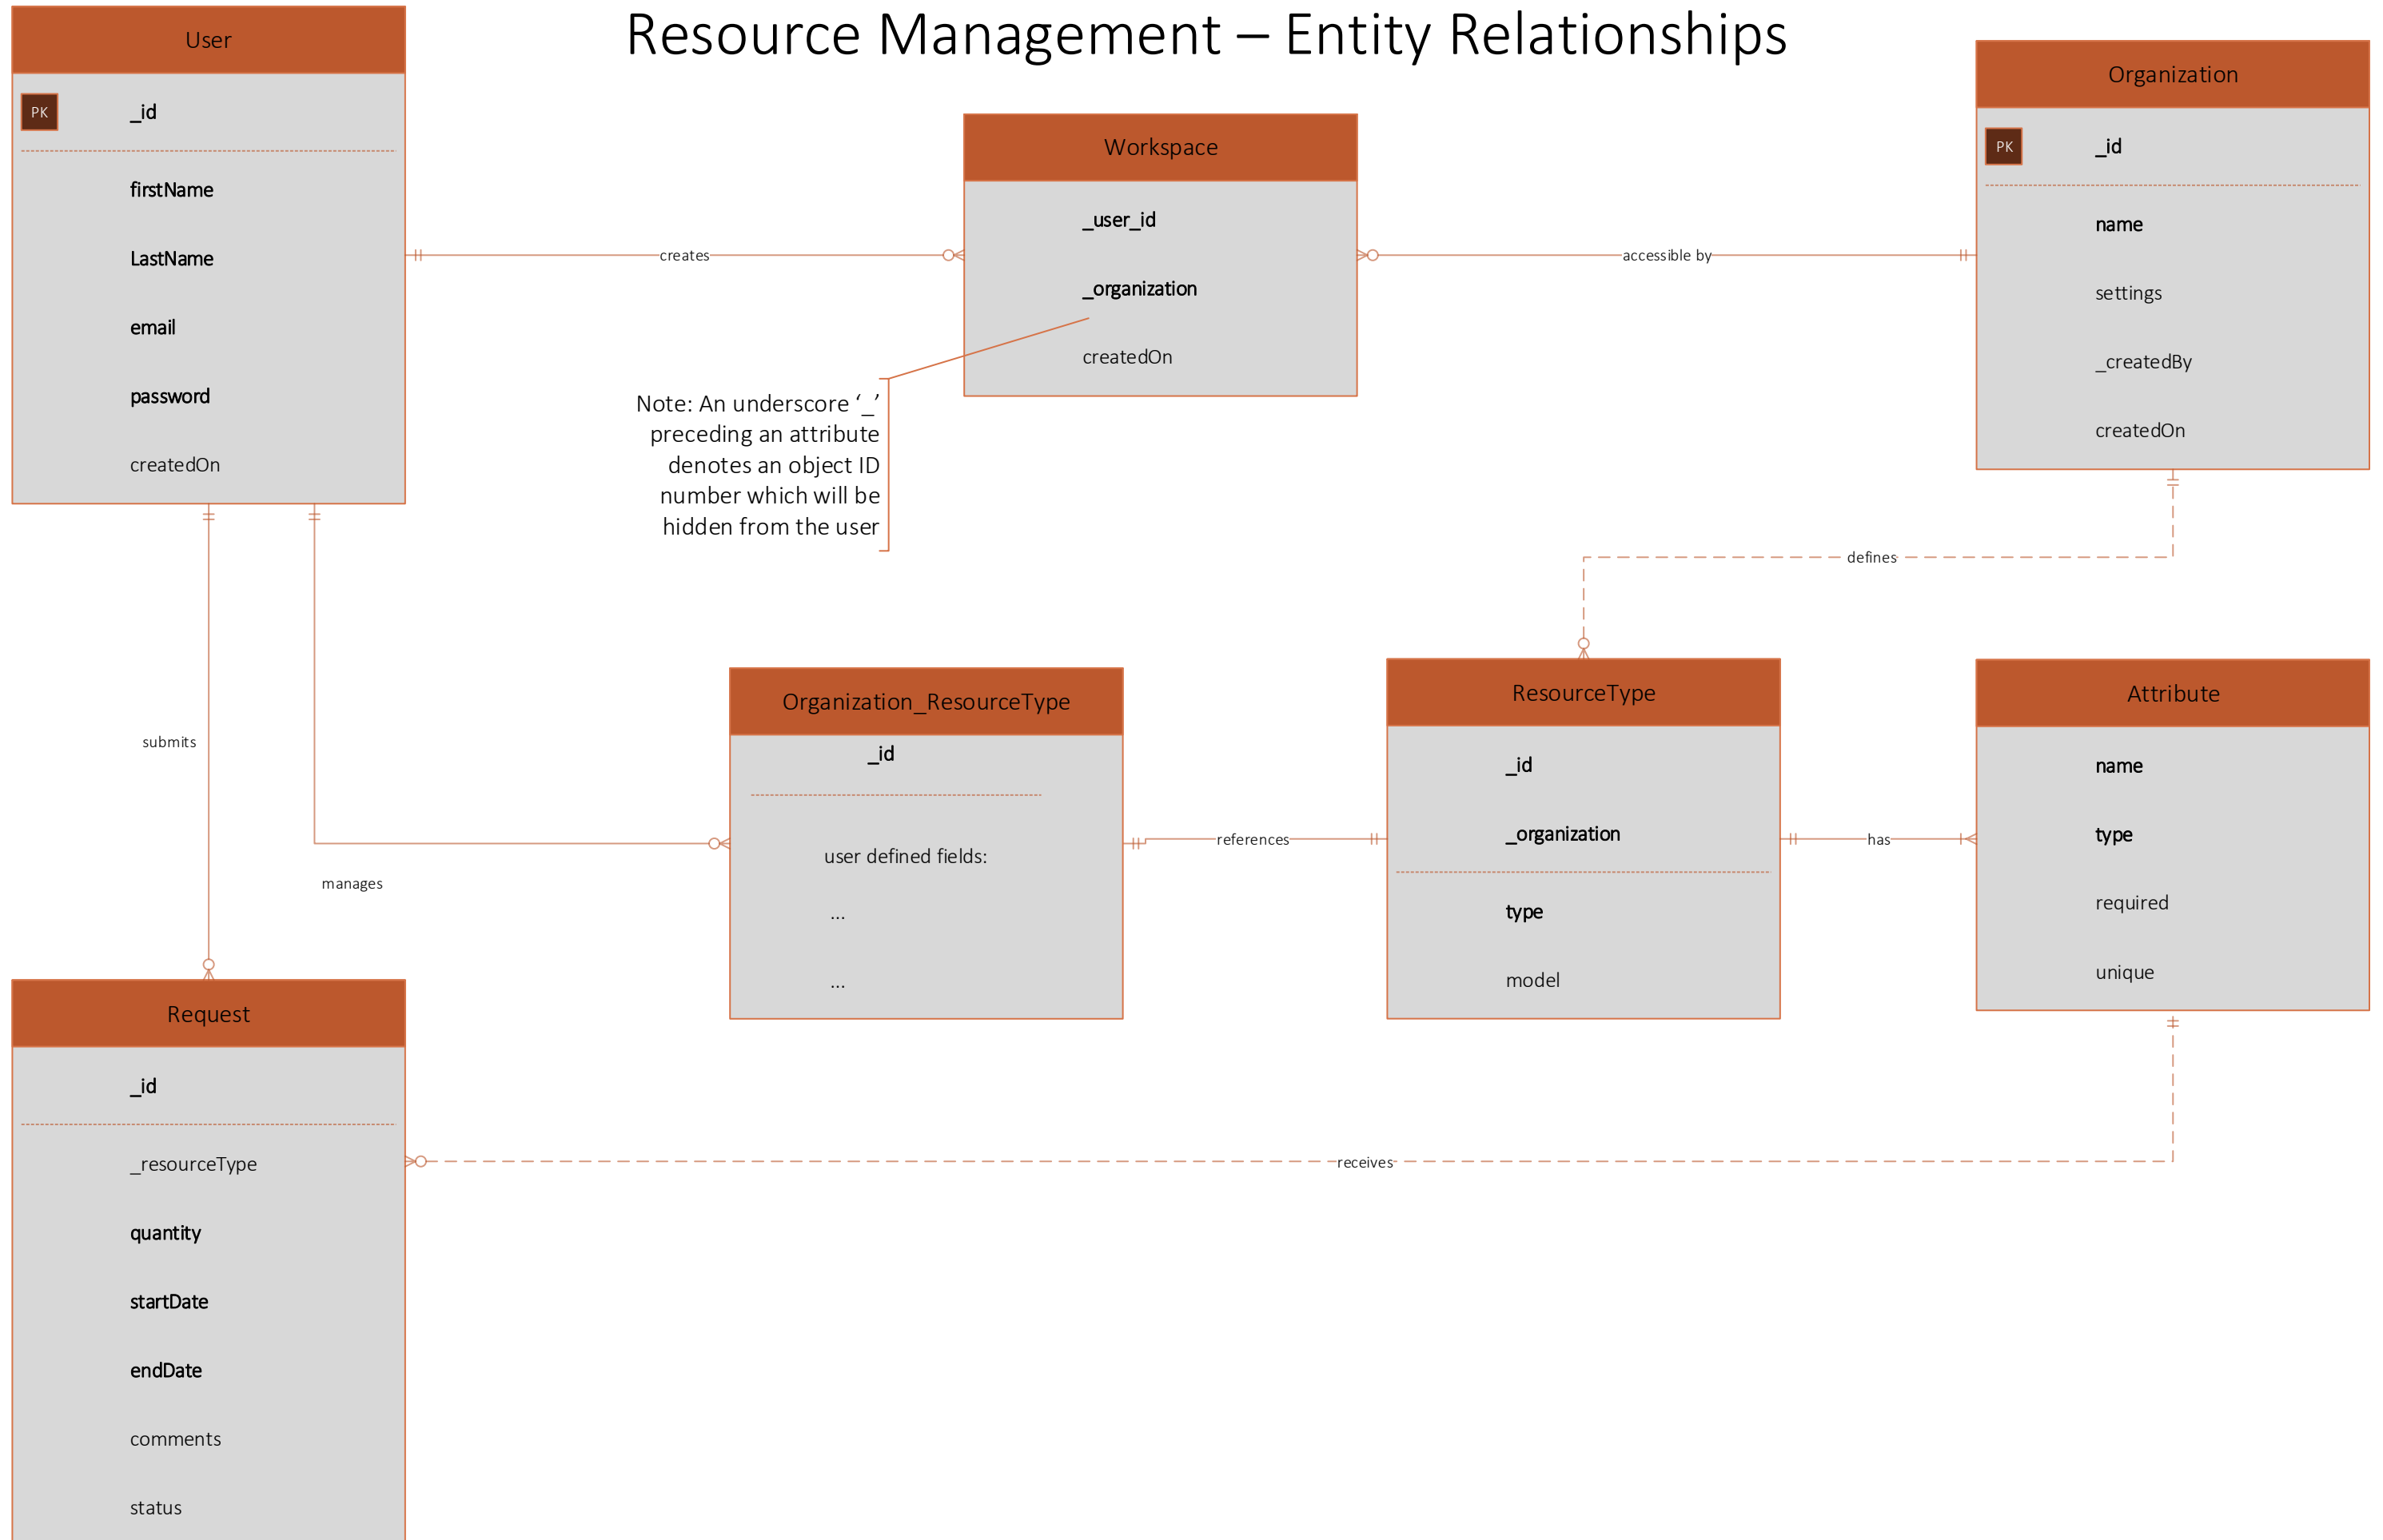 Resource Management – Entity Relationships
User
PK
_id
firstName
LastName
email
password
createdOn
creates
Workspace
_user_id
_organization
createdOn
accessible by
Organization
PK
_id
name
settings
_createdBy
createdOn
Note: An underscore ‘_’
preceding an attribute
denotes an object ID
number which will be
hidden from the user
defines
submits
manages
Organization_ResourceType
_id
user defined fields:
...
...
references
ResourceType
_id
_organization
type
model
has
Attribute
name
type
required
unique
receives
Request
_id
_resourceType
quantity
startDate
endDate
comments
status